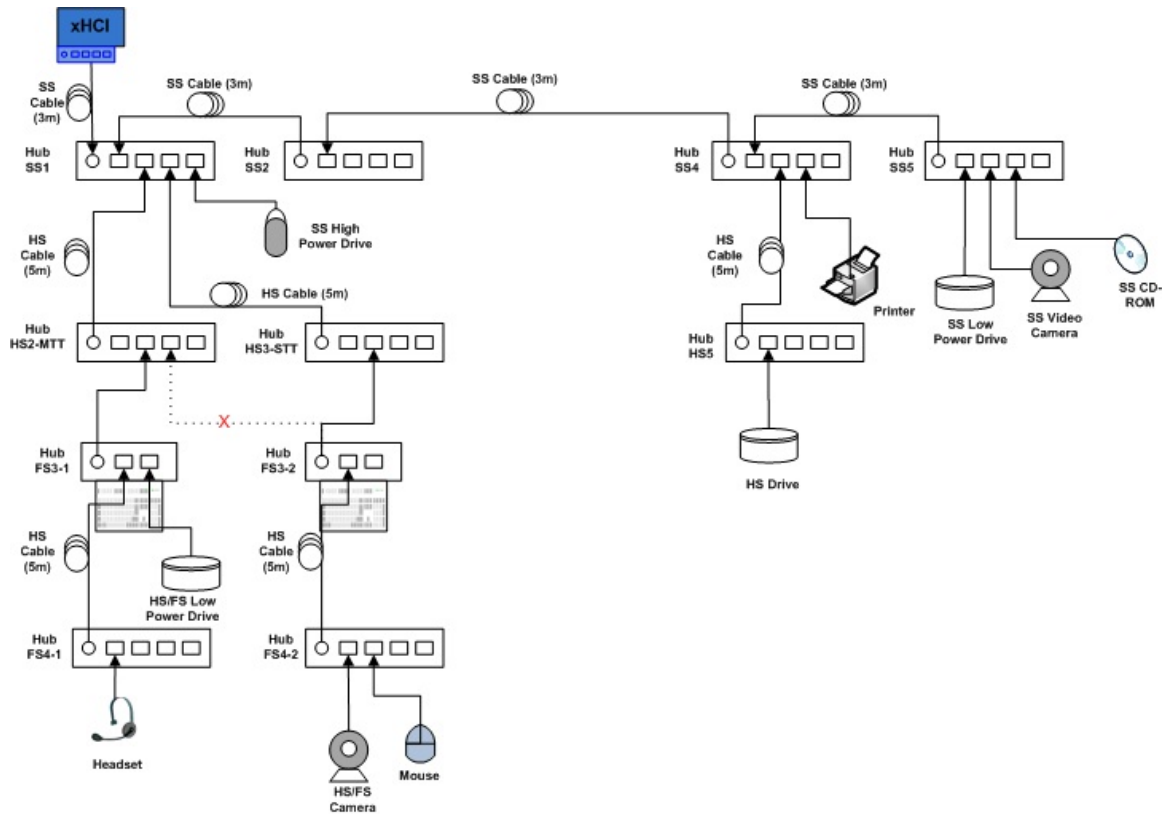 xHCI
SS
Cable
(3m)
SS Cable (3m)
SS Cable (3m)
SS Cable (3m)
Hub
SS1
Hub
SS2
Hub
SS4
Hub
SS5
SS High
Power Drive
HS
Cable
(5m)
HS Cable (5m)
HS
Cable
(5m)
Printer
SS Low
Power Drive
SS Video
Camera
SS CD-
ROM
Hub
HS2-MTT
Hub
HS3-STT
Hub
HS5
X
Hub
FS3-1
Hub
FS3-2
HS Drive
HS
Cable
(5m)
HS
Cable
(5m)
HS/FS Low
Power Drive
Hub
FS4-1
Hub
FS4-2
Headset
HS/FS
Camera
Mouse